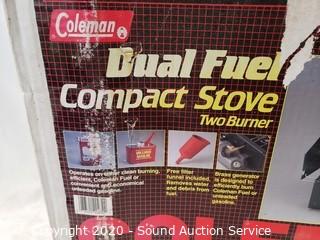 Coleman
Dual Fuel
Compact Stove
Two Burner
Operates on either clean burning,
efficient, Coleman Fuel or
convenient and economical
unleaded gasoline.
Free filter
funnel included.
Removes water
and debris from
fuel.
Brass generator
is designed to
efficiently burn
Coleman Fuel or
unleaded
gasoline.
Copyright 2020 - Sound Auction Service